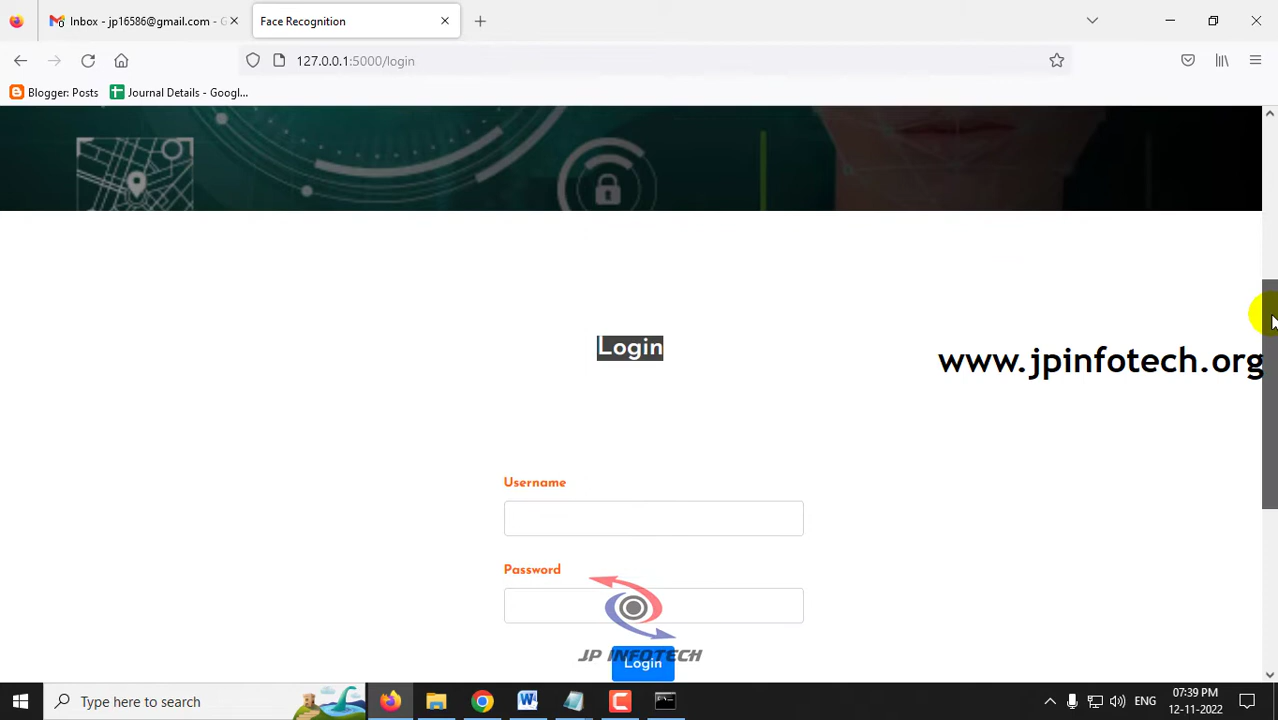 Inbox - jp16586@gmail.com - G
Face Recognition
127.0.0.1:5000/login
Blogger: Posts
Journal Details - Googl...
Login
www.jpinfotech.org
Username
Password
JP INFOTECH
Login
Type here to search
ENG
07:39 PM
12-11-2022